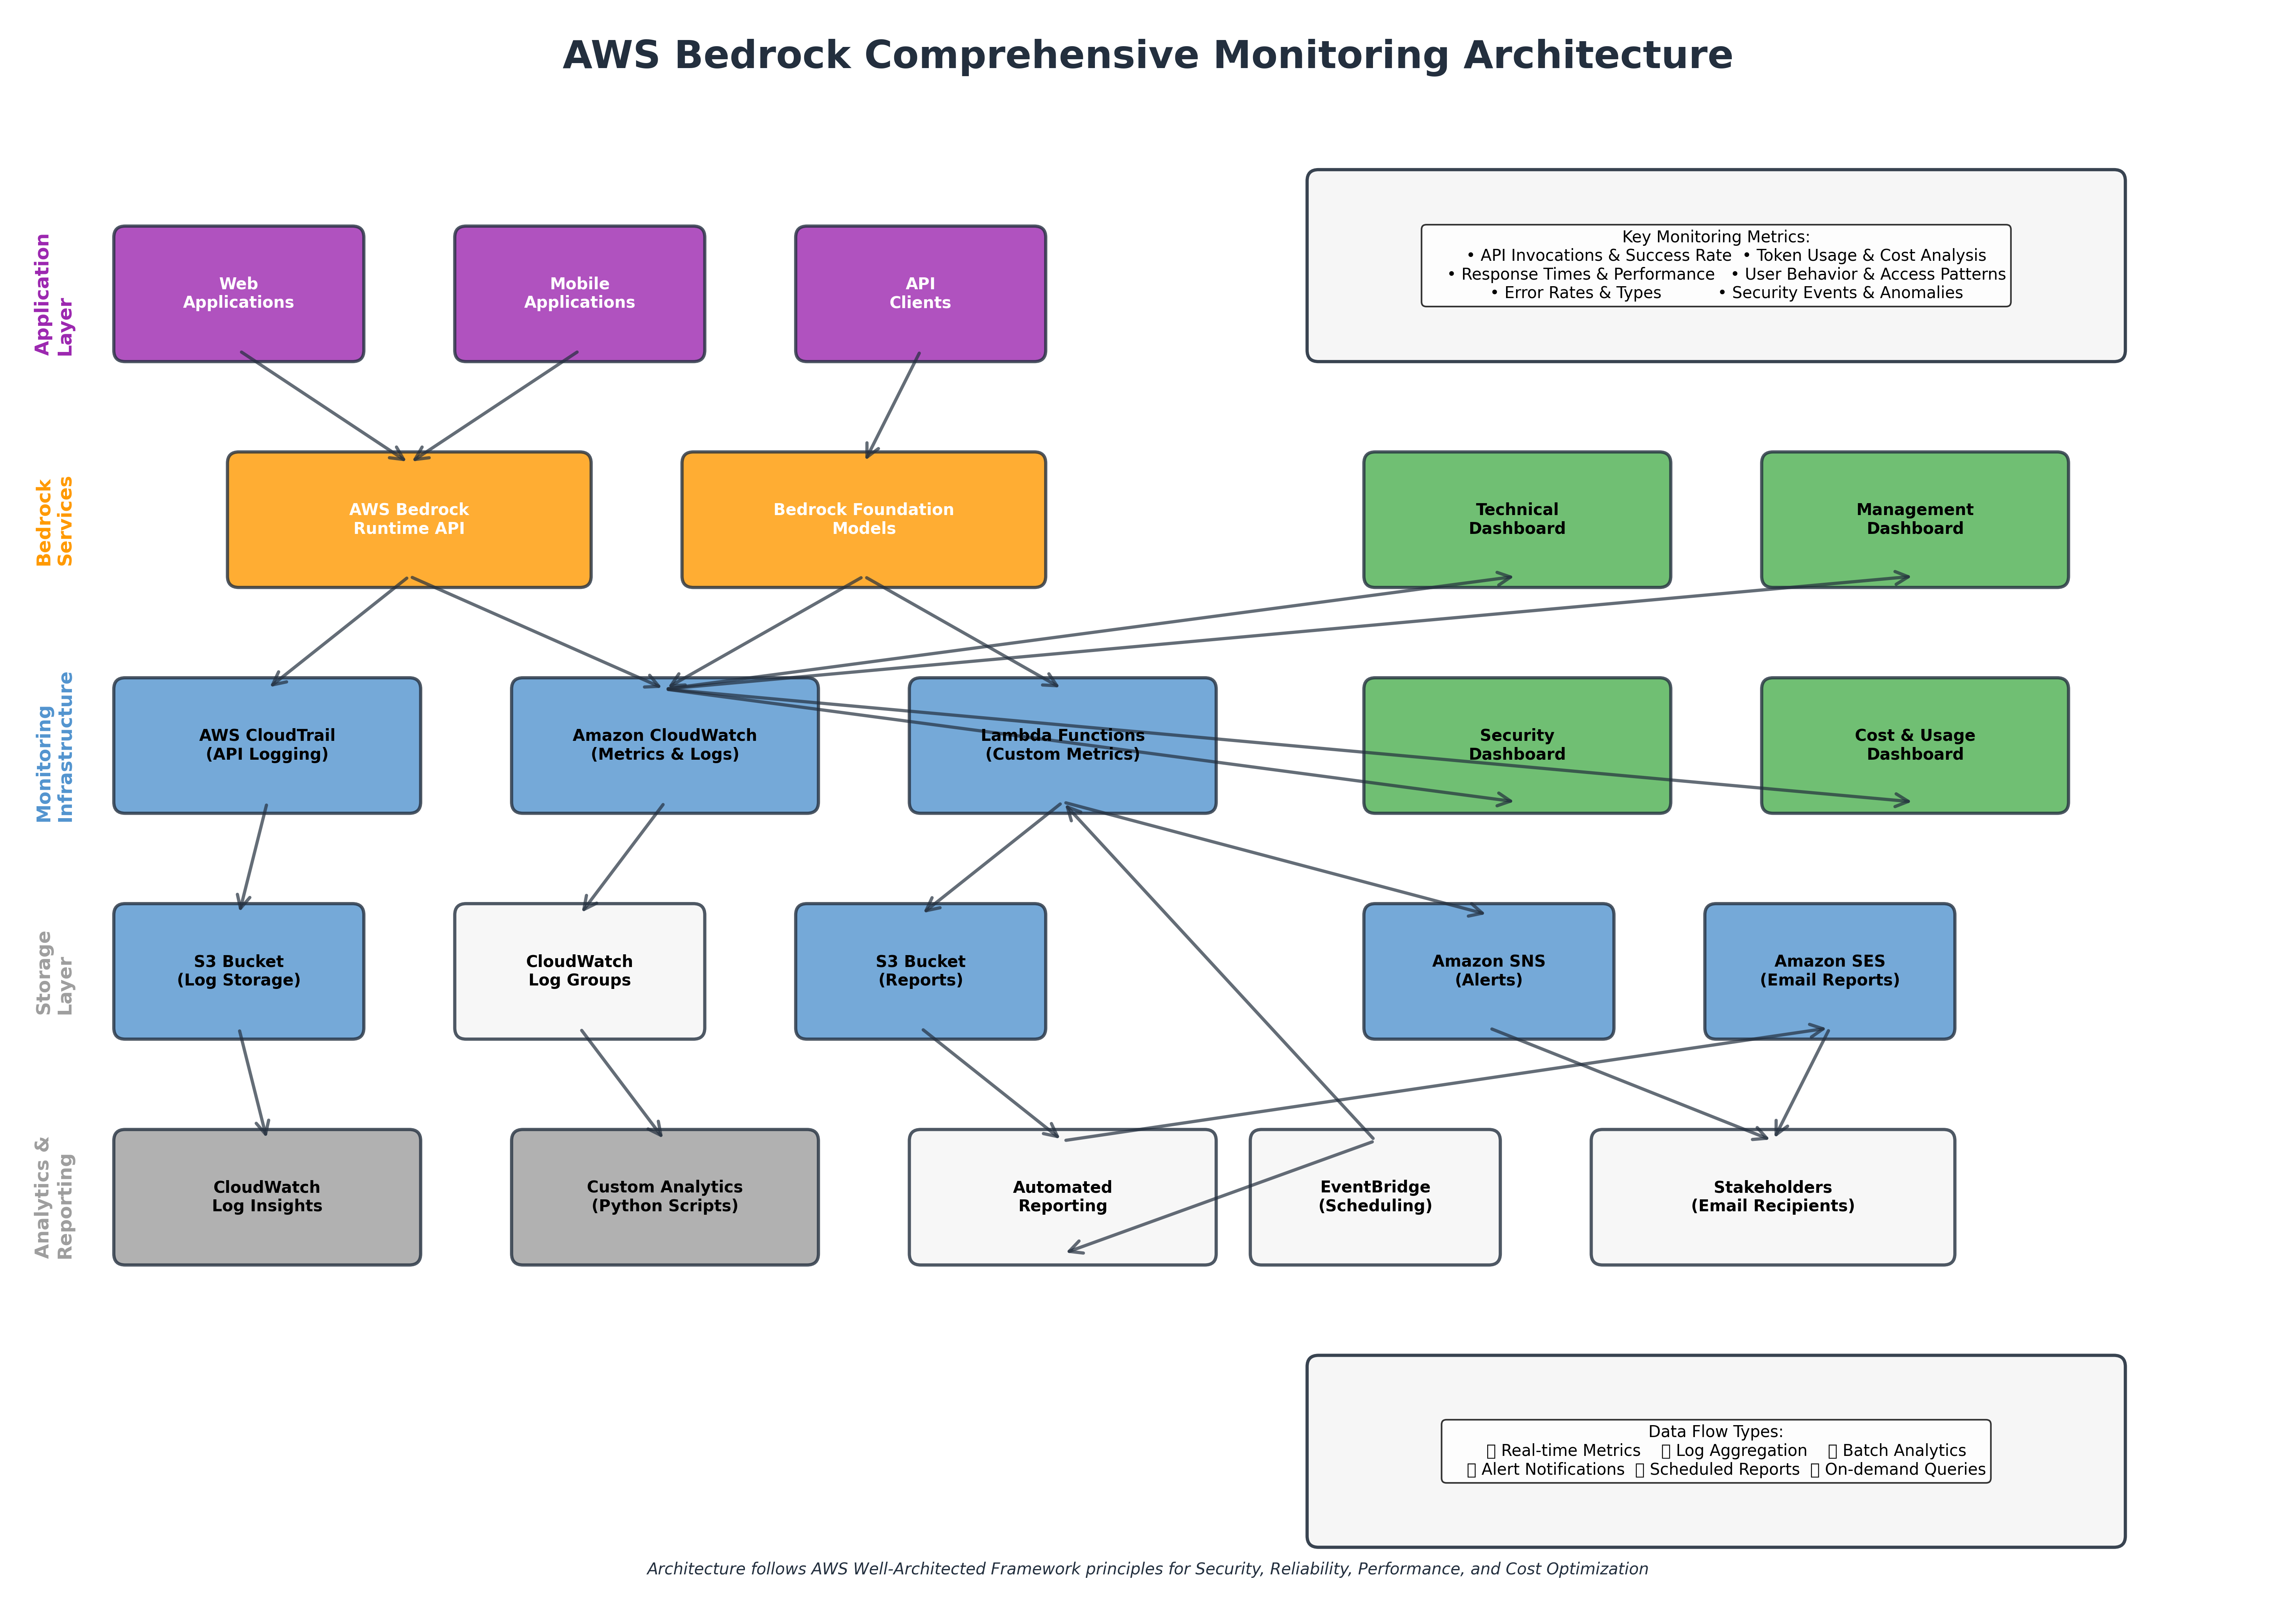 AWS Bedrock Comprehensive Monitoring Architecture
Application
Layer
Web
Applications
Mobile
Applications
API
Clients
Key Monitoring Metrics:
• API Invocations & Success Rate • Token Usage & Cost Analysis
• Response Times & Performance • User Behavior & Access Patterns
• Error Rates & Types • Security Events & Anomalies
Bedrock
Services
AWS Bedrock
Runtime API
Bedrock Foundation
Models
Technical
Dashboard
Management
Dashboard
Monitoring
Infrastructure
AWS CloudTrail
(API Logging)
Amazon CloudWatch
(Metrics & Logs)
Lambda Functions
(Custom Metrics)
Security
Dashboard
Cost & Usage
Dashboard
Storage
Layer
S3 Bucket
(Log Storage)
CloudWatch
Log Groups
S3 Bucket
(Reports)
Amazon SNS
(Alerts)
Amazon SES
(Email Reports)
Analytics &
Reporting
CloudWatch
Log Insights
Custom Analytics
(Python Scripts)
Automated
Reporting
EventBridge
(Scheduling)
Stakeholders
(Email Recipients)
Data Flow Types:
▯ Real-time Metrics ▯ Log Aggregation ▯ Batch Analytics
▯ Alert Notifications ▯ Scheduled Reports ▯ On-demand Queries
Architecture follows AWS Well-Architected Framework principles for Security, Reliability, Performance, and Cost Optimization